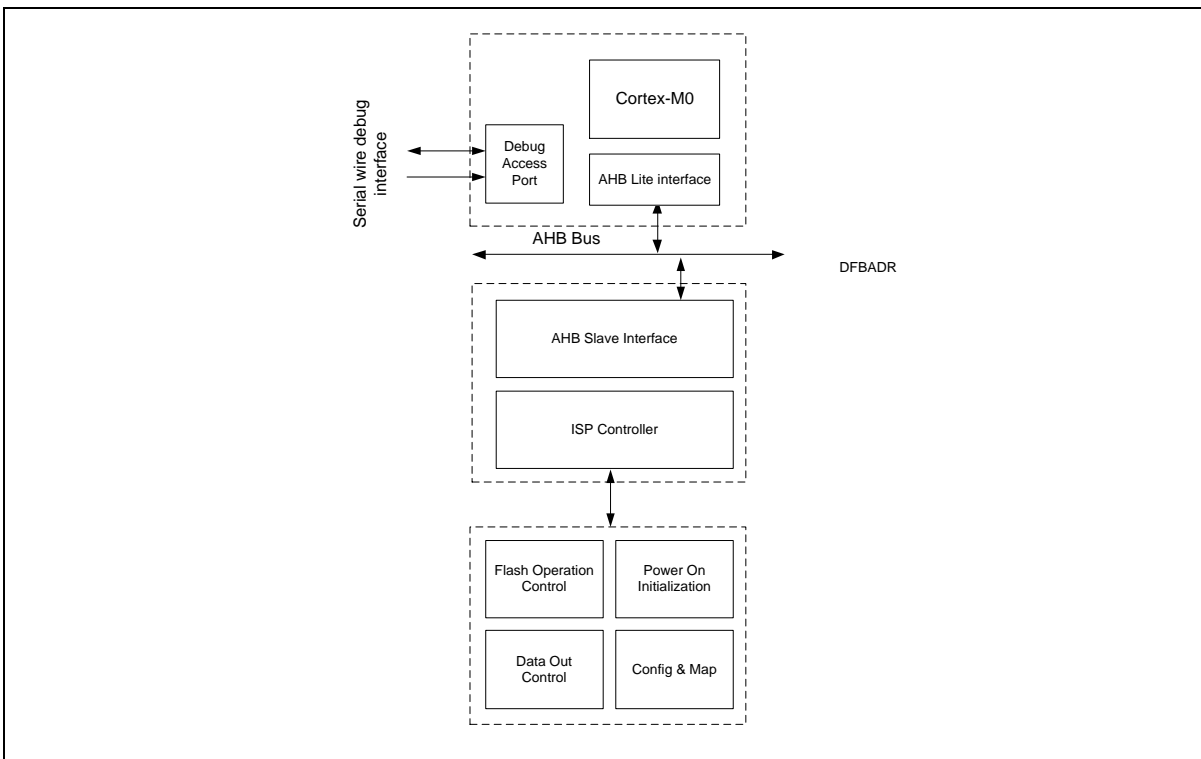 Cortex-M0
Serial wire debug
interface
Debug
Access
Port
AHB Lite interface
AHB Bus
DFBADR
AHB Slave Interface
ISP Controller
Flash Operation
Control
Power On
Initialization
Data Out
Control
Config & Map